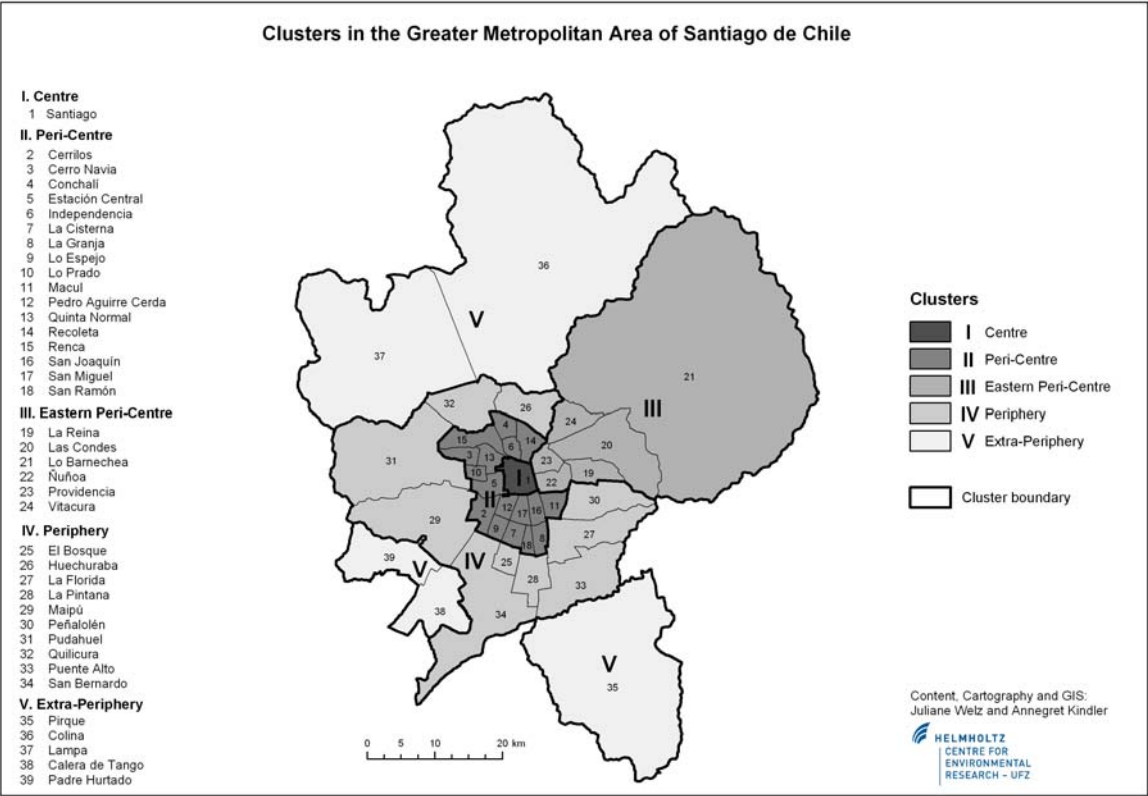 Clusters in the Greater Metropolitan Area of Santiago de Chile
I. Centre
1 Santiago
II. Peri-Centre
2 Cerrilos
3 Cerro Navia
4 Conchalí
5 Estación Central
6 Independencia
7 La Cisterna
8 La Granja
9 Lo Espejo
10 Lo Prado
11 Macul
12 Pedro Aguirre Cerda
13 Quinta Normal
14 Recoleta
15 Renca
16 San Joaquín
17 San Miguel
18 San Ramón
III. Eastern Peri-Centre
19 La Reina
20 Las Condes
21 Lo Barnechea
22 Ñuñoa
23 Providencia
24 Vitacura
IV. Periphery
25 El Bosque
26 Huechuraba
27 La Florida
28 La Pintana
29 Maipú
30 Peñalolén
31 Pudahuel
32 Quilicura
33 Puente Alto
34 San Bernardo
V. Extra-Periphery
35 Pirque
36 Colina
37 Lampa
38 Calera de Tango
39 Padre Hurtado
36
V
37
21
III
32
26
24
4
15
6
14
20
3
13
23
31
10
I
1
19
5
22
II
30
2
12
17
16
11
29
9
7
8
27
18
39
V
IV
25
28
33
38
34
V
35
0 5 10 20 km
Clusters
I Centre
II Peri-Centre
III Eastern Peri-Centre
IV Periphery
V Extra-Periphery
Cluster boundary
Content, Cartography and GIS:
Juliane Welz and Annegret Kindler
HELMHOLTZ
CENTRE FOR
ENVIRONMENTAL
RESEARCH – UFZ